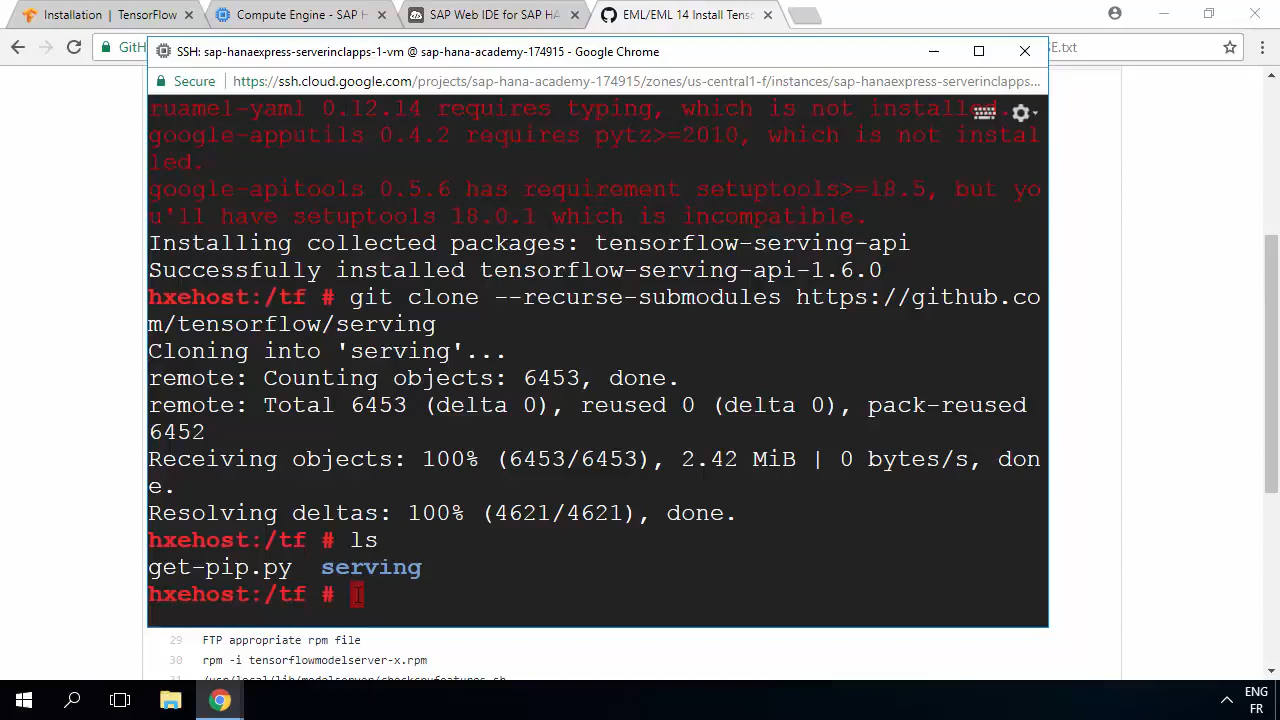 Installation | TensorFlow
Compute Engine - SAP H
SAP Web IDE for SAP HA
EML/EML 14 Install Tens
GitH
E.txt
SSH: sap-hanaexpress-serverinclapps-1-vm @ sap-hana-academy-174915 - Google Chrome
Secure
https://ssh.cloud.google.com/projects/sap-hana-academy-174915/zones/us-central1-f/instances/sap-hanaexpress-serverinclapps...
ruamel-yaml 0.12.14 requires typing, which is not installed.
google-apputils 0.4.2 requires pytz>=2010, which is not instal
led.
google-apitools 0.5.6 has requirement setuptools>=18.5, but yo
u'll have setuptools 18.0.1 which is incompatible.
Installing collected packages: tensorflow-serving-api
Successfully installed tensorflow-serving-api-1.6.0
hxehost:/tf # git clone --recurse-submodules https://github.co
m/tensorflow/serving
Cloning into 'serving'...
remote: Counting objects: 6453, done.
remote: Total 6453 (delta 0), reused 0 (delta 0), pack-reused
6452
Receiving objects: 100% (6453/6453), 2.42 MiB | 0 bytes/s, don
e.
Resolving deltas: 100% (4621/4621), done.
hxehost:/tf # ls
get-pip.py serving
hxehost:/tf #
29 FTP appropriate rpm file
30 rpm -i tensorflowmodelserver-x.rpm
31 /usr/local/lib/modelserver/checkcpufeatures.sh
ENG
FR